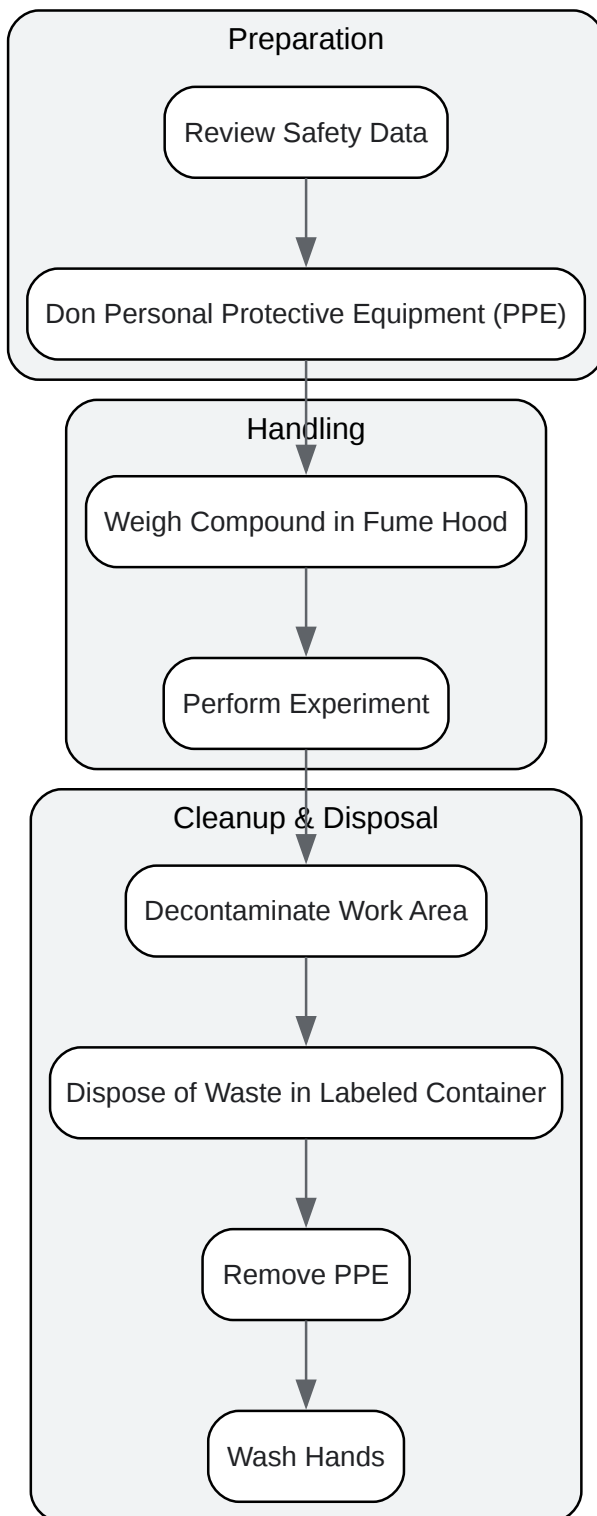 Preparation
Review Safety Data
Don Personal Protective Equipment (PPE)
Handling
Weigh Compound in Fume Hood
Perform Experiment
Cleanup & Disposal
Decontaminate Work Area
Dispose of Waste in Labeled Container
Remove PPE
Wash Hands